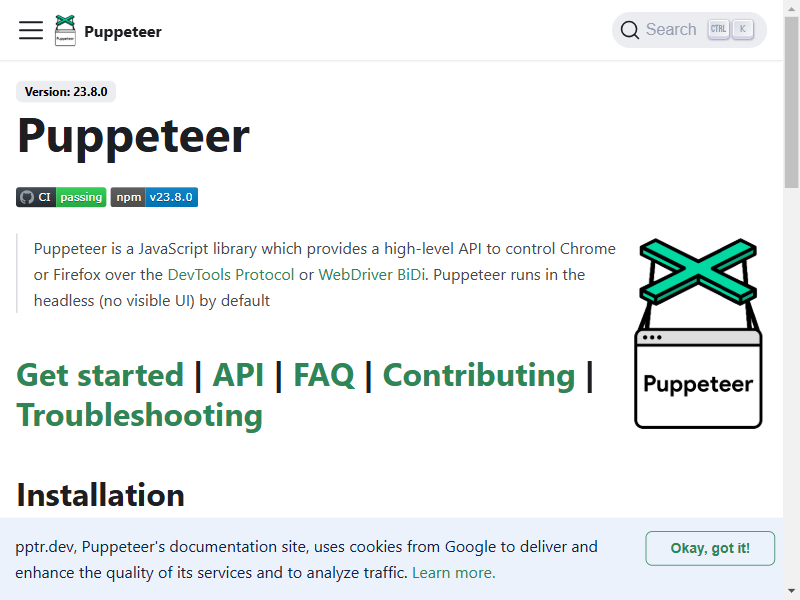 Puppeteer
Search CTRL K
Version: 23.8.0
Puppeteer
CI passing npm v23.8.0
Puppeteer is a JavaScript library which provides a high-level API to control Chrome
or Firefox over the DevTools Protocol or WebDriver BiDi. Puppeteer runs in the
headless (no visible UI) by default
Puppeteer
Get started | API | FAQ | Contributing |
Troubleshooting
Installation
pptr.dev, Puppeteer's documentation site, uses cookies from Google to deliver and
enhance the quality of its services and to analyze traffic. Learn more.
Okay, got it!